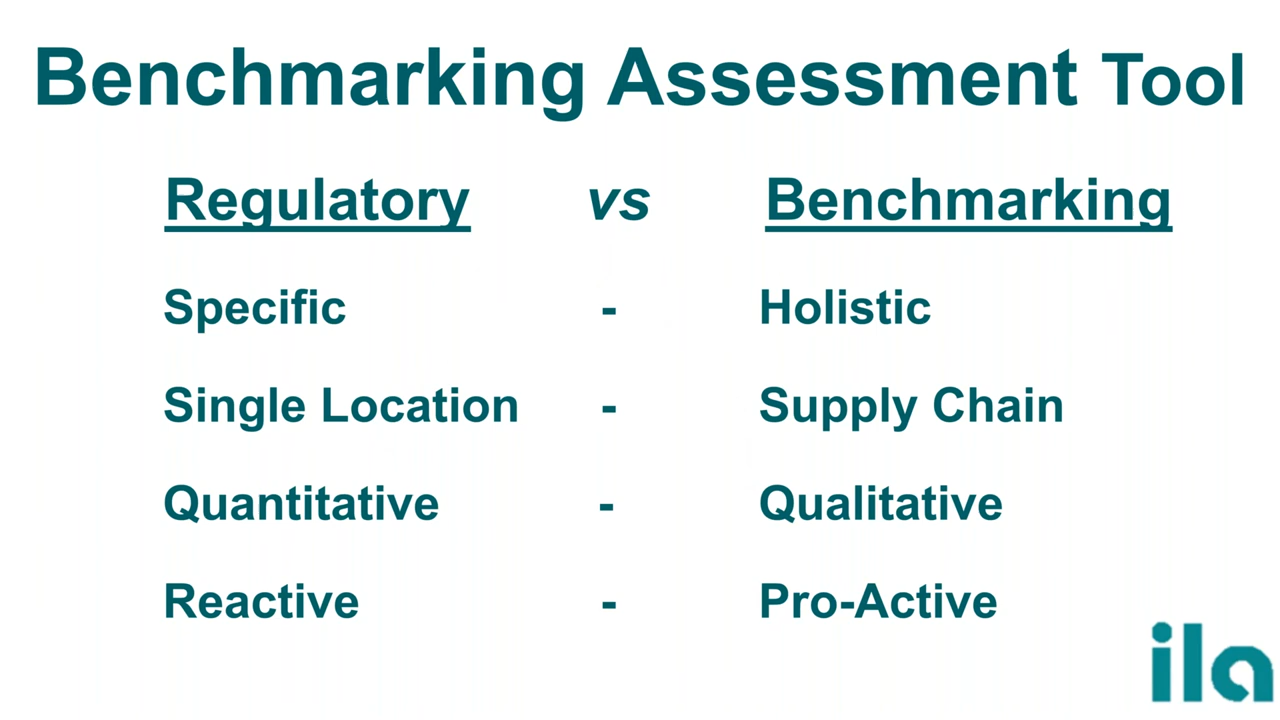 Benchmarking Assessment Tool
Regulatory vs Benchmarking
Specific - Holistic
Single Location - Supply Chain
Quantitative - Qualitative
Reactive - Pro-Active
ila